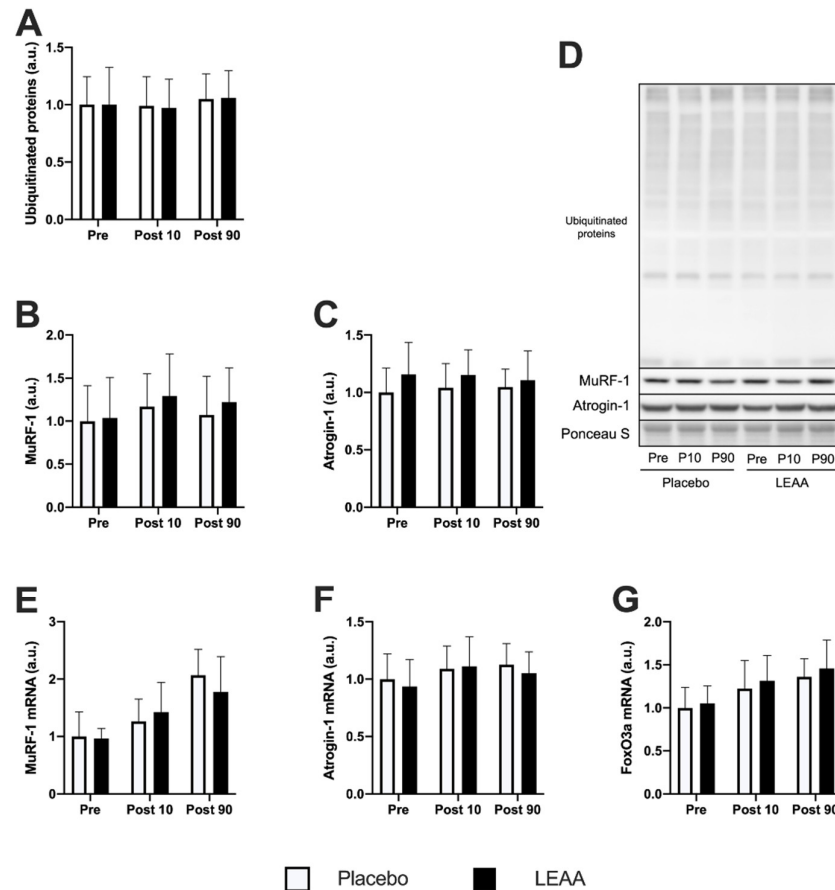 A
Ubiquitinated proteins (a.u.)
1.5
1.0
0.5
0.0
Pre Post 10 Post 90
D
Ubiquitinated
proteins
MuRF-1
Atrogin-1
Ponceau S
Pre P10 P90 Pre P10 P90
Placebo LEAA
B
MuRF-1 (a.u.)
2.0
1.5
1.0
0.5
0.0
Pre Post 10 Post 90
C
Atrogin-1 (a.u.)
1.5
1.0
0.5
0.0
Pre Post 10 Post 90
E
MuRF-1 mRNA (a.u.)
3
2
1
0
Pre Post 10 Post 90
F
Atrogin-1 mRNA (a.u.)
1.5
1.0
0.5
0.0
Pre Post 10 Post 90
G
FoxO3a mRNA (a.u.)
2.0
1.5
1.0
0.5
0.0
Pre Post 10 Post 90
Placebo LEAA